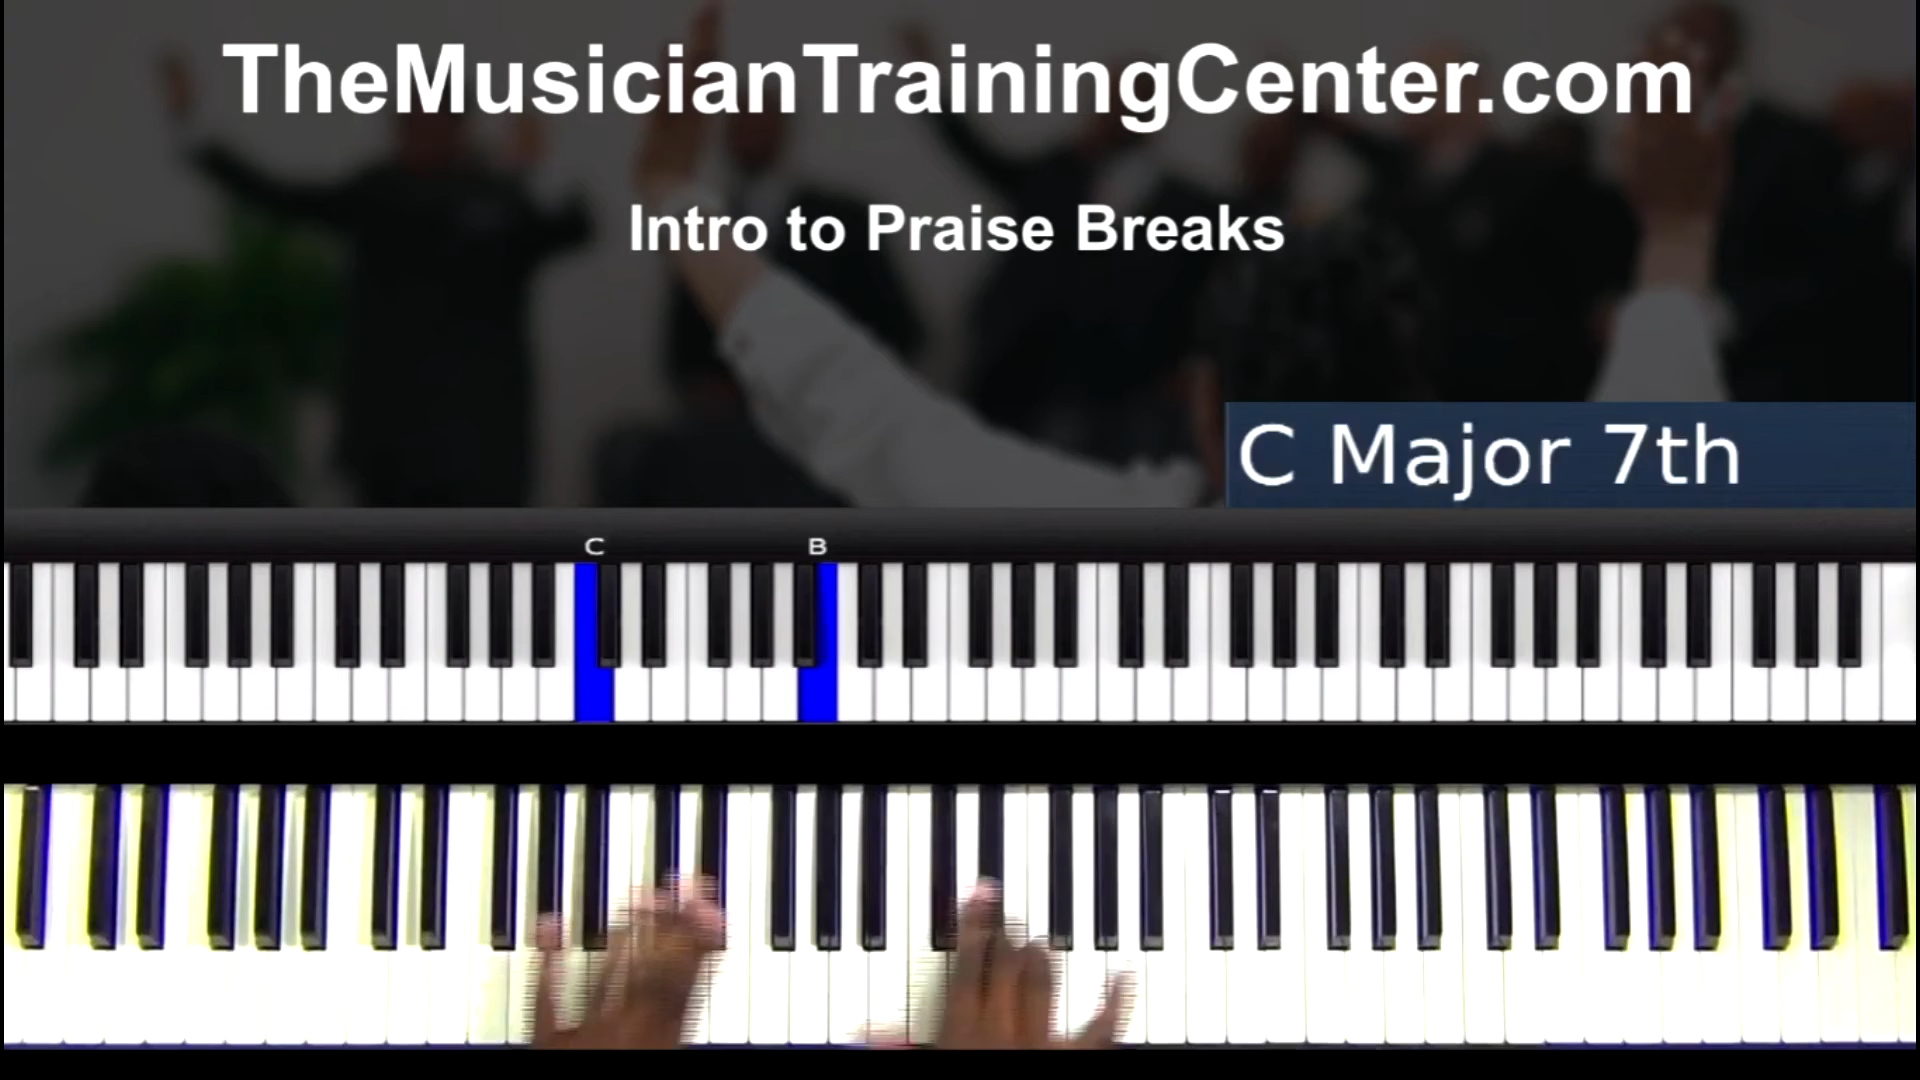 TheMusicianTrainingCenter.com
Intro to Praise Breaks
C Major 7th
C B